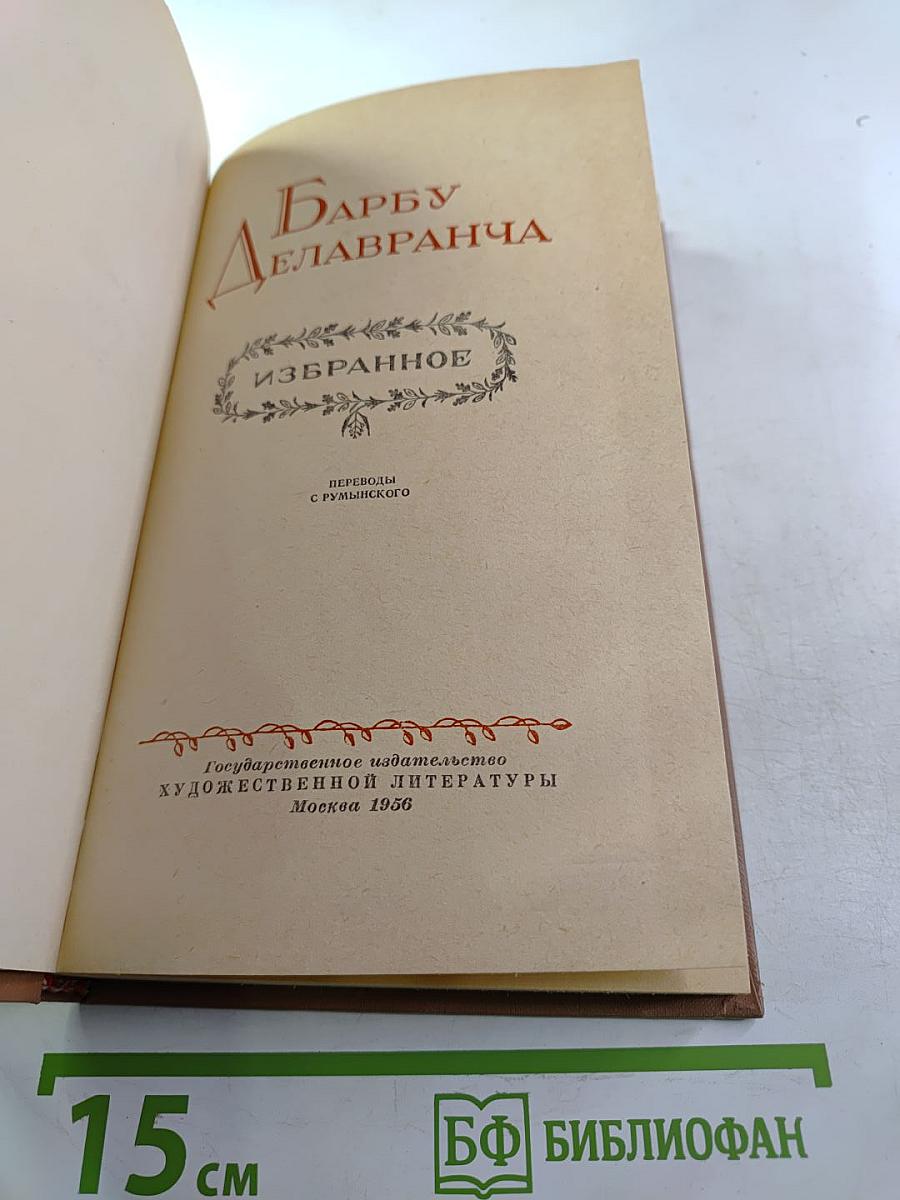 Барбу
Делавранча
ИЗБРАННОЕ
ПЕРЕВОДЫ
С РУМЫНСКОГО
Государственное издательство
ХУДОЖЕСТВЕННОЙ ЛИТЕРАТУРЫ
Москва 1956
15 см
БФ БИБЛИОФАН